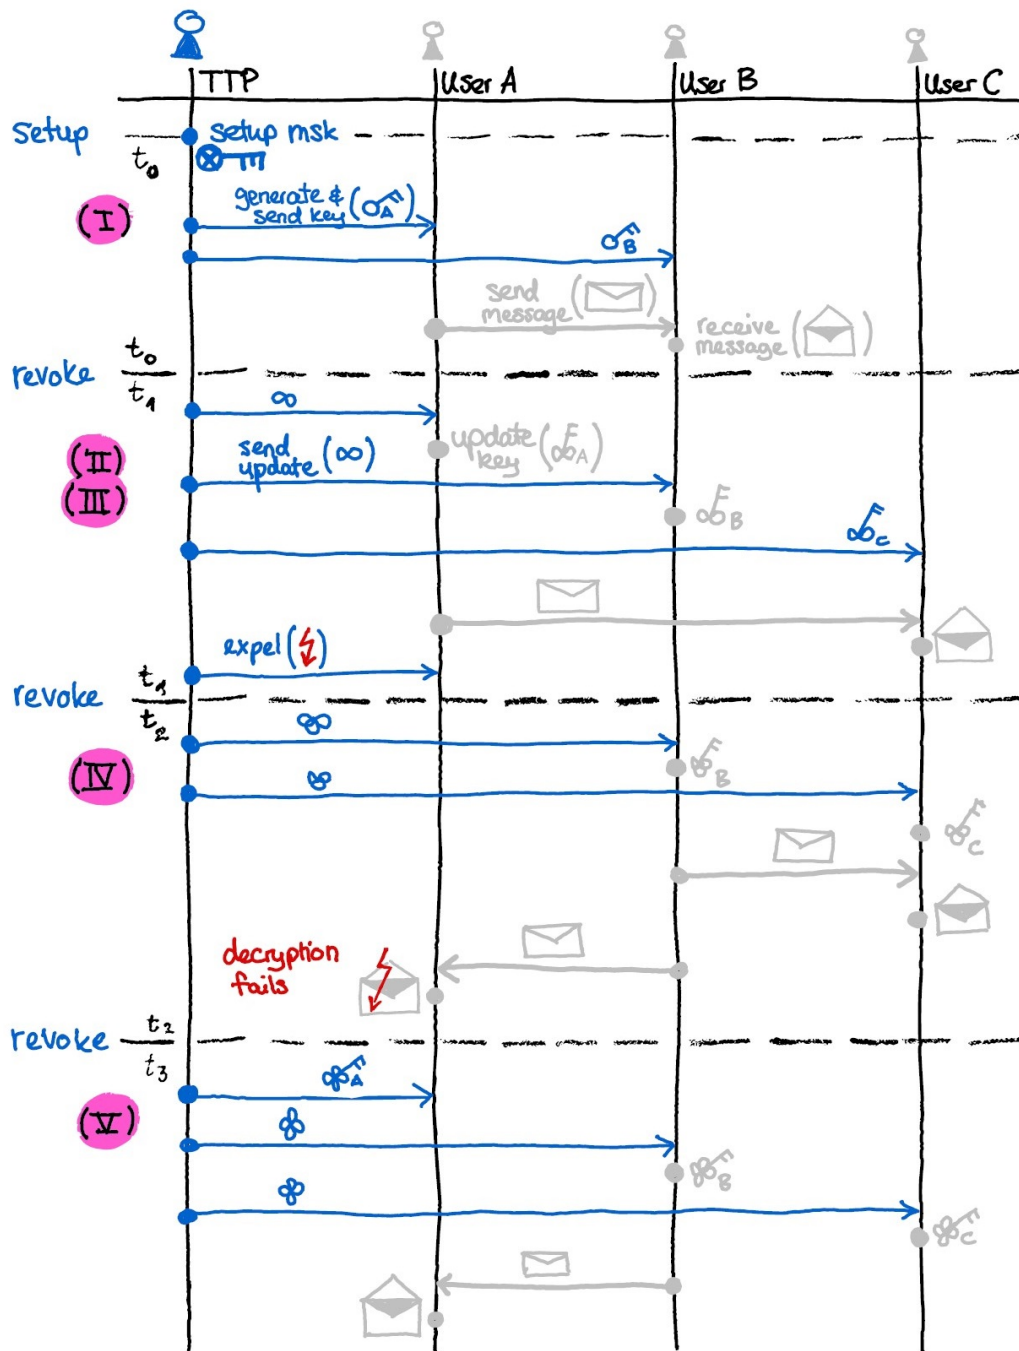 TTP
User A
User B
User C
setup
setup msk
t₀
generate &
send key (A)
(I)
B
send
message ( )
receive
message ( )
t₀
revoke
t₁
∞
(II)
send
update (∞)
update
key ( A)
(III)
B
C
expel ( )
t₁
revoke
t₂
(IV)
B
C
decryption
fails
t₂
revoke
t₃
A
(V)
B
C